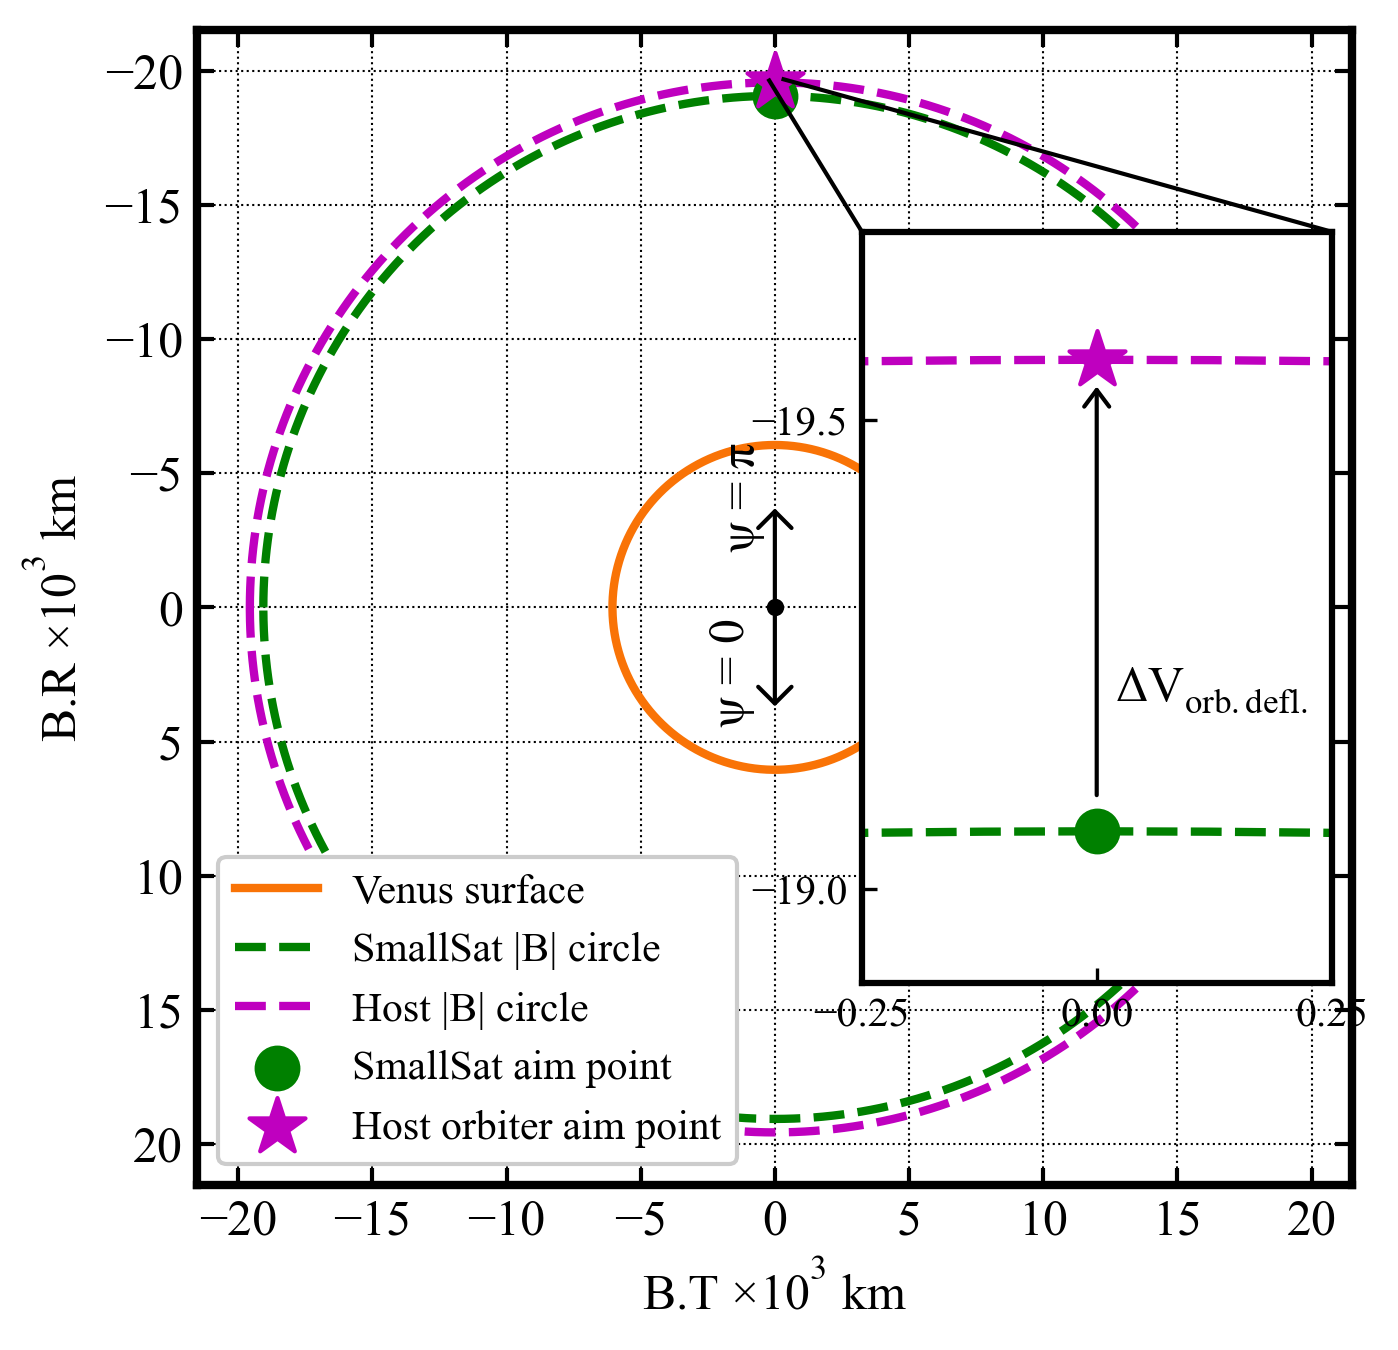 −20
−15
−10
−5
0
5
10
15
20
B.R ×10³ km
−20 −15 −10 −5 0 5 10 15 20
B.T ×10³ km
ψ = π
ψ = 0
−19.5
−19.0
−0.25 0.00 0.25
ΔV_orb. defl.
Venus surface
SmallSat |B| circle
Host |B| circle
SmallSat aim point
Host orbiter aim point